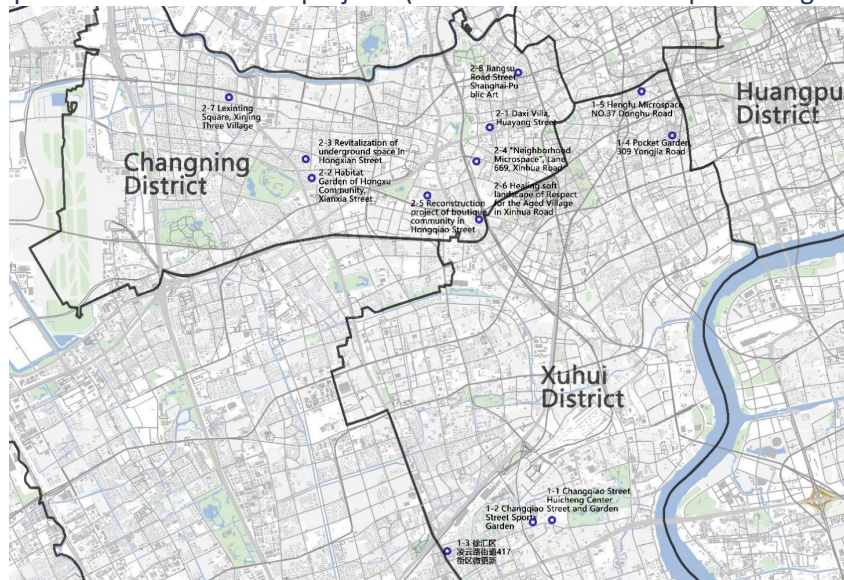 2-8 Jiangsu
Road Street
Shanghai·Pu
blic Art
Huangpu
District
1-5 Hengfu Microspace,
NO.37 Donghu Road
2-7 Lexinting
Square, Xinjing
Three Village
2-1 Daxi Villa,
Huayang Street
1-4 Pocket Garden,
309 Yongjia Road
Changning
District
2-3 Revitalization of
underground space in
Hongxian Street
2-4 "Neighborhood
Microspace", Lane
669, Xinhua Road
2-2 Habitat
Garden of Hongxu
Community,
Xianxia Street
2-6 Healing soft
landscape of Respect
for the Aged Village
in Xinhua Road
2-5 Reconstruction
project of boutique
community in
Hongqiao Street
Xuhui
District
1-1 Changqiao Street
Huicheng Center
Street and Garden
1-2 Changqiao
Street Sports
Garden
1-3 徐汇区
凌云路街道417
街区微更新